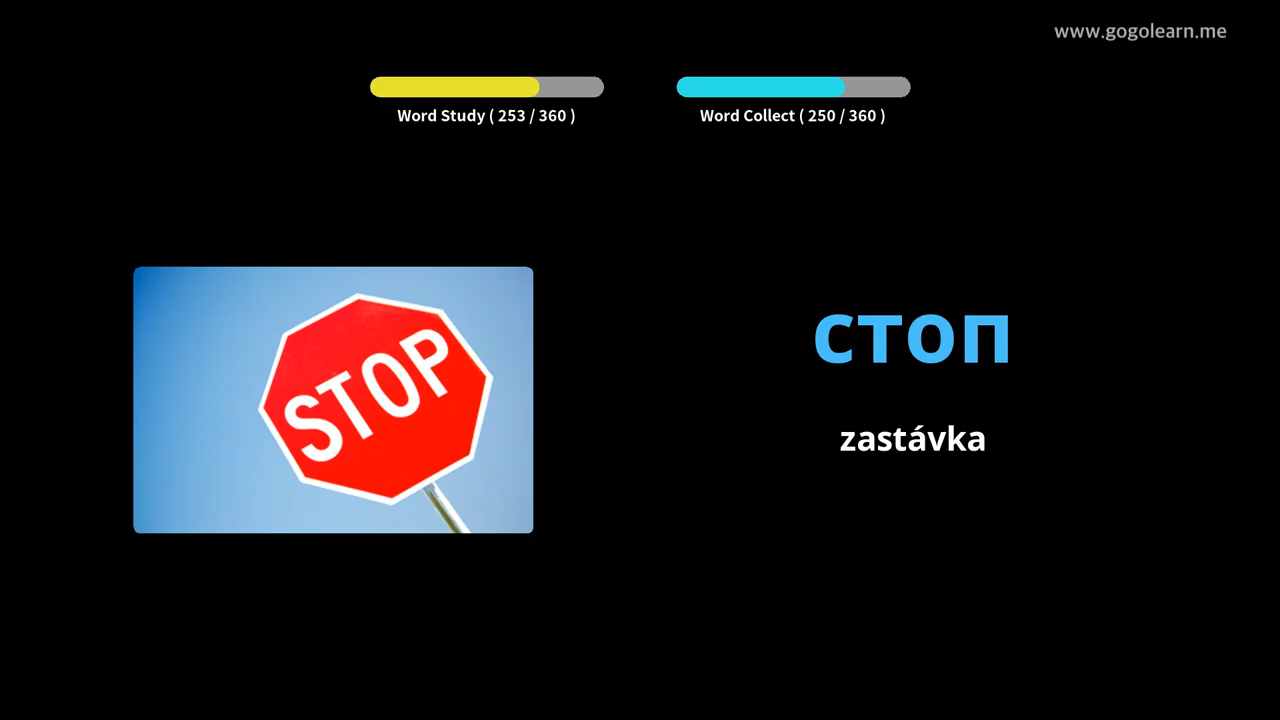 www.gogolearn.me
Word Study ( 253 / 360 )
Word Collect ( 250 / 360 )
STOP
стоп
zastávka